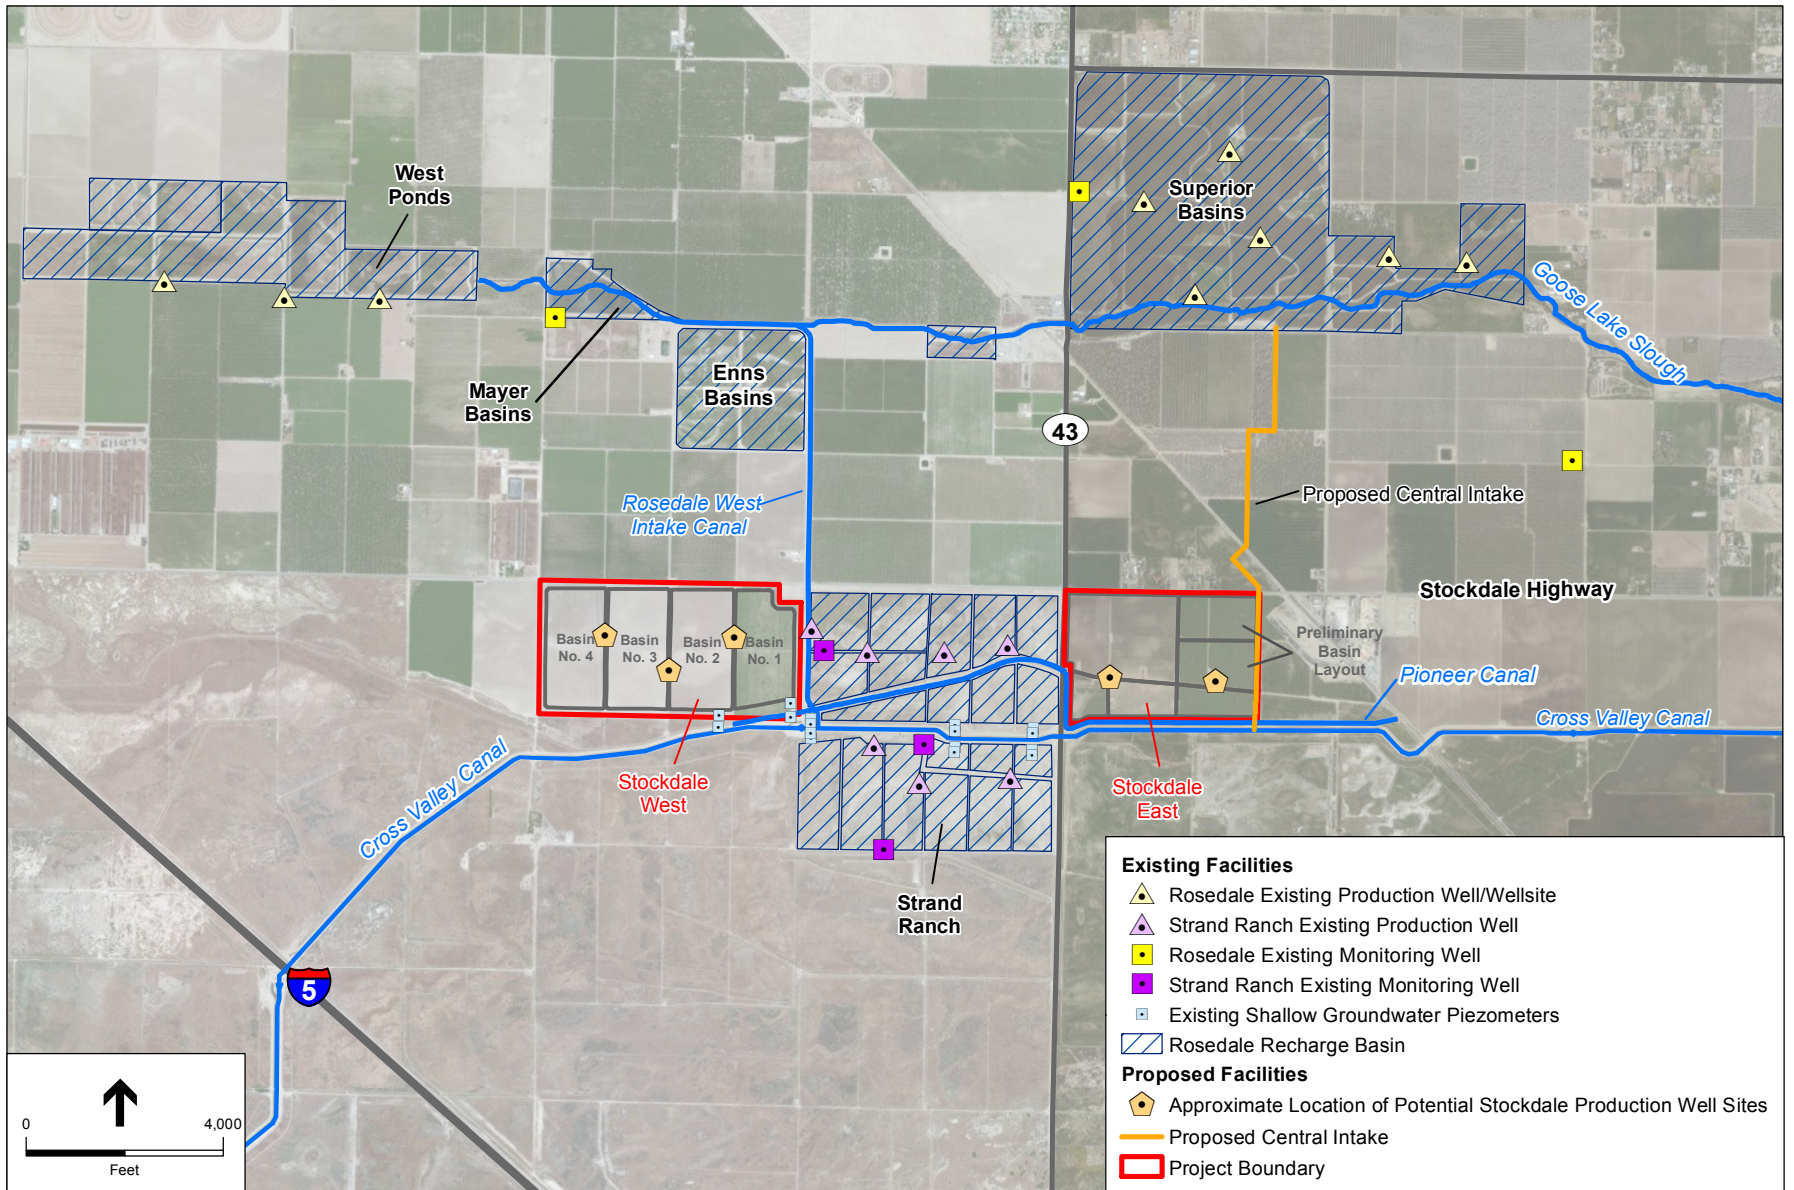 West
Ponds
Superior
Basins
Goose Lake Slough
Mayer
Basins
Enns
Basins
43
Rosedale West
Intake Canal
Proposed Central Intake
Stockdale Highway
Basin
No. 4
Basin
No. 3
Basin
No. 2
Basin
No. 1
Preliminary
Basin
Layout
Pioneer Canal
Cross Valley Canal
Cross Valley Canal
Stockdale
West
Stockdale
East
Strand
Ranch
5
0 4,000
Feet
Existing Facilities
Rosedale Existing Production Well/Wellsite
Strand Ranch Existing Production Well
Rosedale Existing Monitoring Well
Strand Ranch Existing Monitoring Well
Existing Shallow Groundwater Piezometers
Rosedale Recharge Basin
Proposed Facilities
Approximate Location of Potential Stockdale Production Well Sites
Proposed Central Intake
Project Boundary